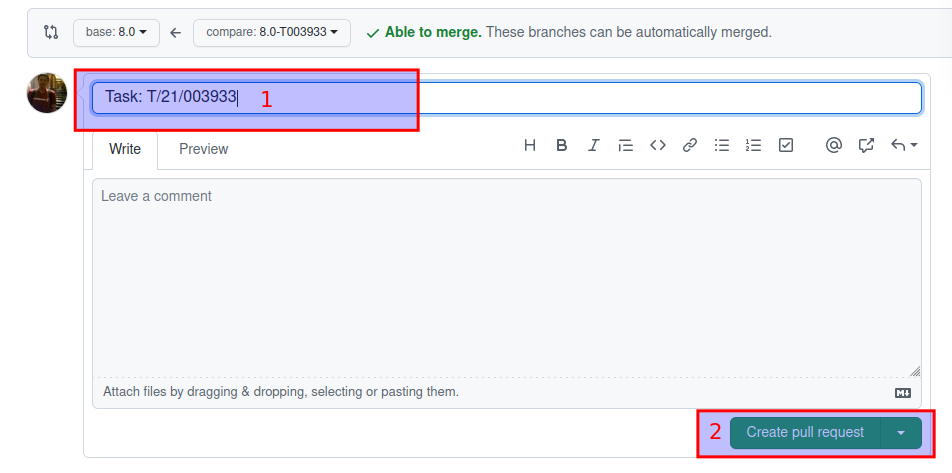 base: 8.0 compare: 8.0-T003933 Able to merge. These branches can be automatically merged.
Task: T/21/003933 1
Write Preview
Leave a comment
Attach files by dragging & dropping, selecting or pasting them.
2 Create pull request